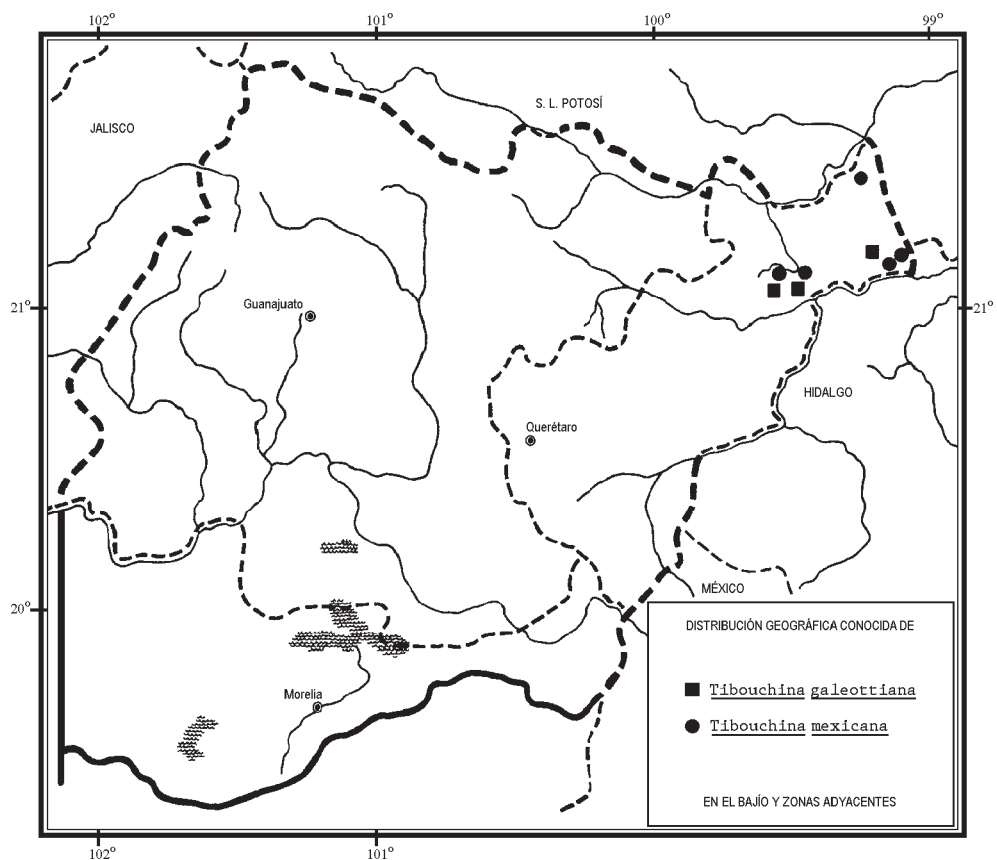 102° 101° 100° 99°
S. L. POTOSÍ
JALISCO
Guanajuato
21° 21°
HIDALGO
Querétaro
MÉXICO
20°
DISTRIBUCIÓN GEOGRÁFICA CONOCIDA DE
Tibouchina galeottiana
Morelia
Tibouchina mexicana
EN EL BAJÍO Y ZONAS ADYACENTES
102° 101°